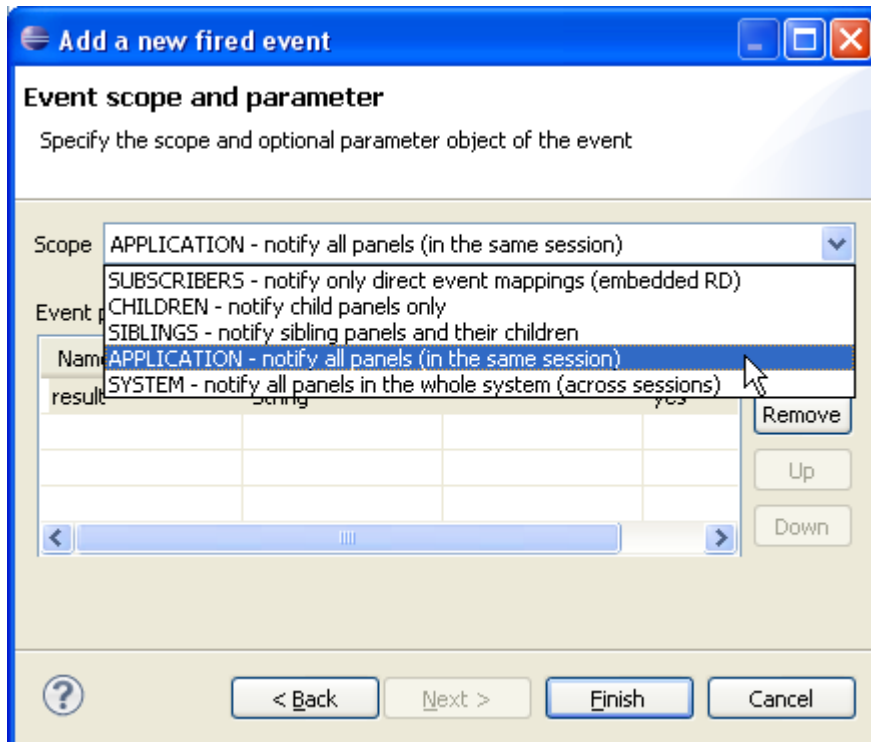 Add a new fired event
Event scope and parameter
Specify the scope and optional parameter object of the event
Scope APPLICATION - notify all panels (in the same session)
SUBSCRIBERS - notify only direct event mappings (embedded RD)
Event
CHILDREN - notify child panels only
SIBLINGS - notify sibling panels and their children
APPLICATION - notify all panels (in the same session)
SYSTEM - notify all panels in the whole system (across sessions)
result String yes
Remove
Up
Down
< Back Next > Finish Cancel